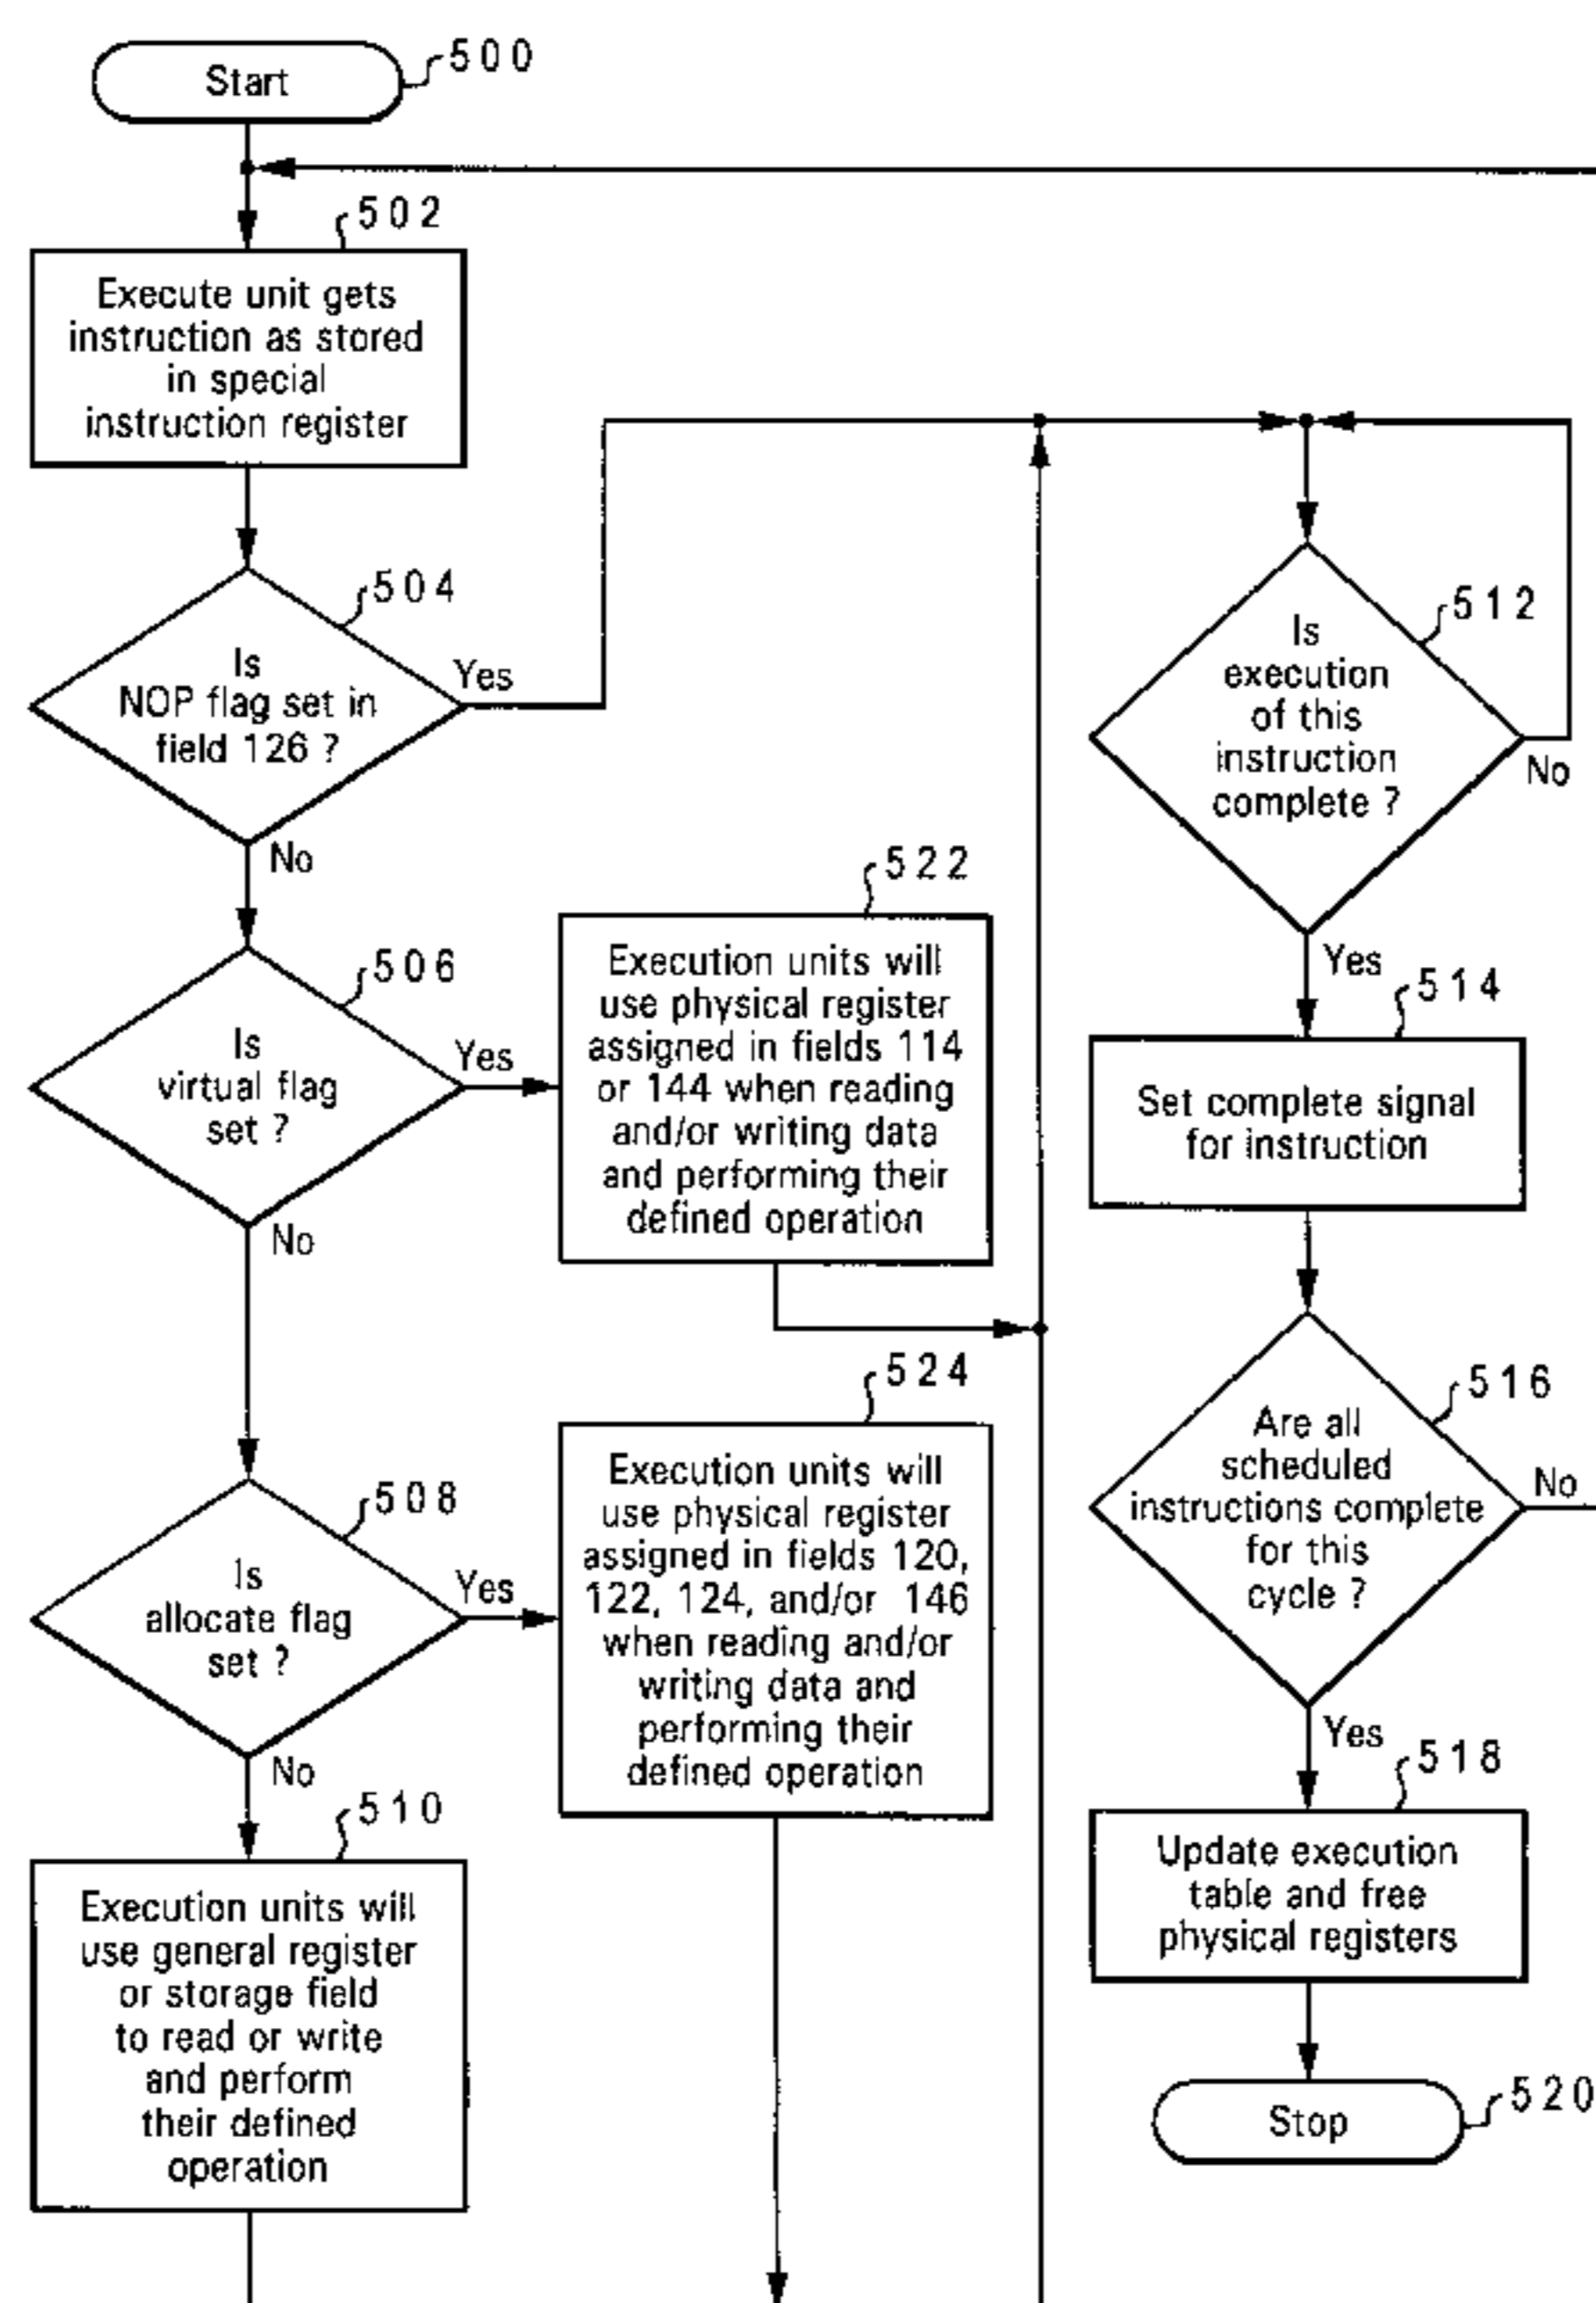 Start
500
502
Execute unit gets
instruction as stored
in special
instruction register
504
Is
NOP flag set in
field 126 ?
Yes
No
506
Is
virtual flag
set ?
Yes
No
522
Execution units will
use physical register
assigned in fields 114
or 144 when reading
and/or writing data
and performing their
defined operation
508
Is
allocate flag
set ?
Yes
No
524
Execution units will
use physical register
assigned in fields 120,
122, 124, and/or 146
when reading and/or
writing data and
performing their
defined operation
510
Execution units will
use general register
or storage field
to read or write
and perform
their defined
operation
512
Is
execution
of this
instruction
complete ?
No
Yes
514
Set complete signal
for instruction
516
Are all
scheduled
instructions complete
for this
cycle ?
No
Yes
518
Update execution
table and free
physical registers
Stop
520